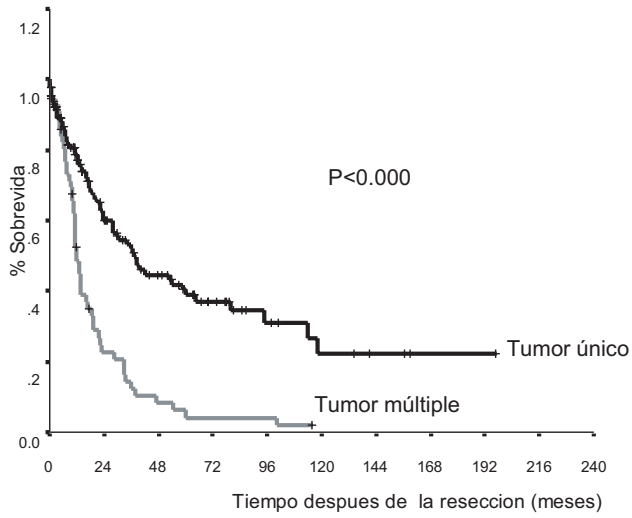 1.2
1.0
.8
.6
.4
.2
0.0
% Sobrevida
P<0.000
Tumor único
Tumor múltiple
0 24 48 72 96 120 144 168 192 216 240
Tiempo despues de la reseccion (meses)